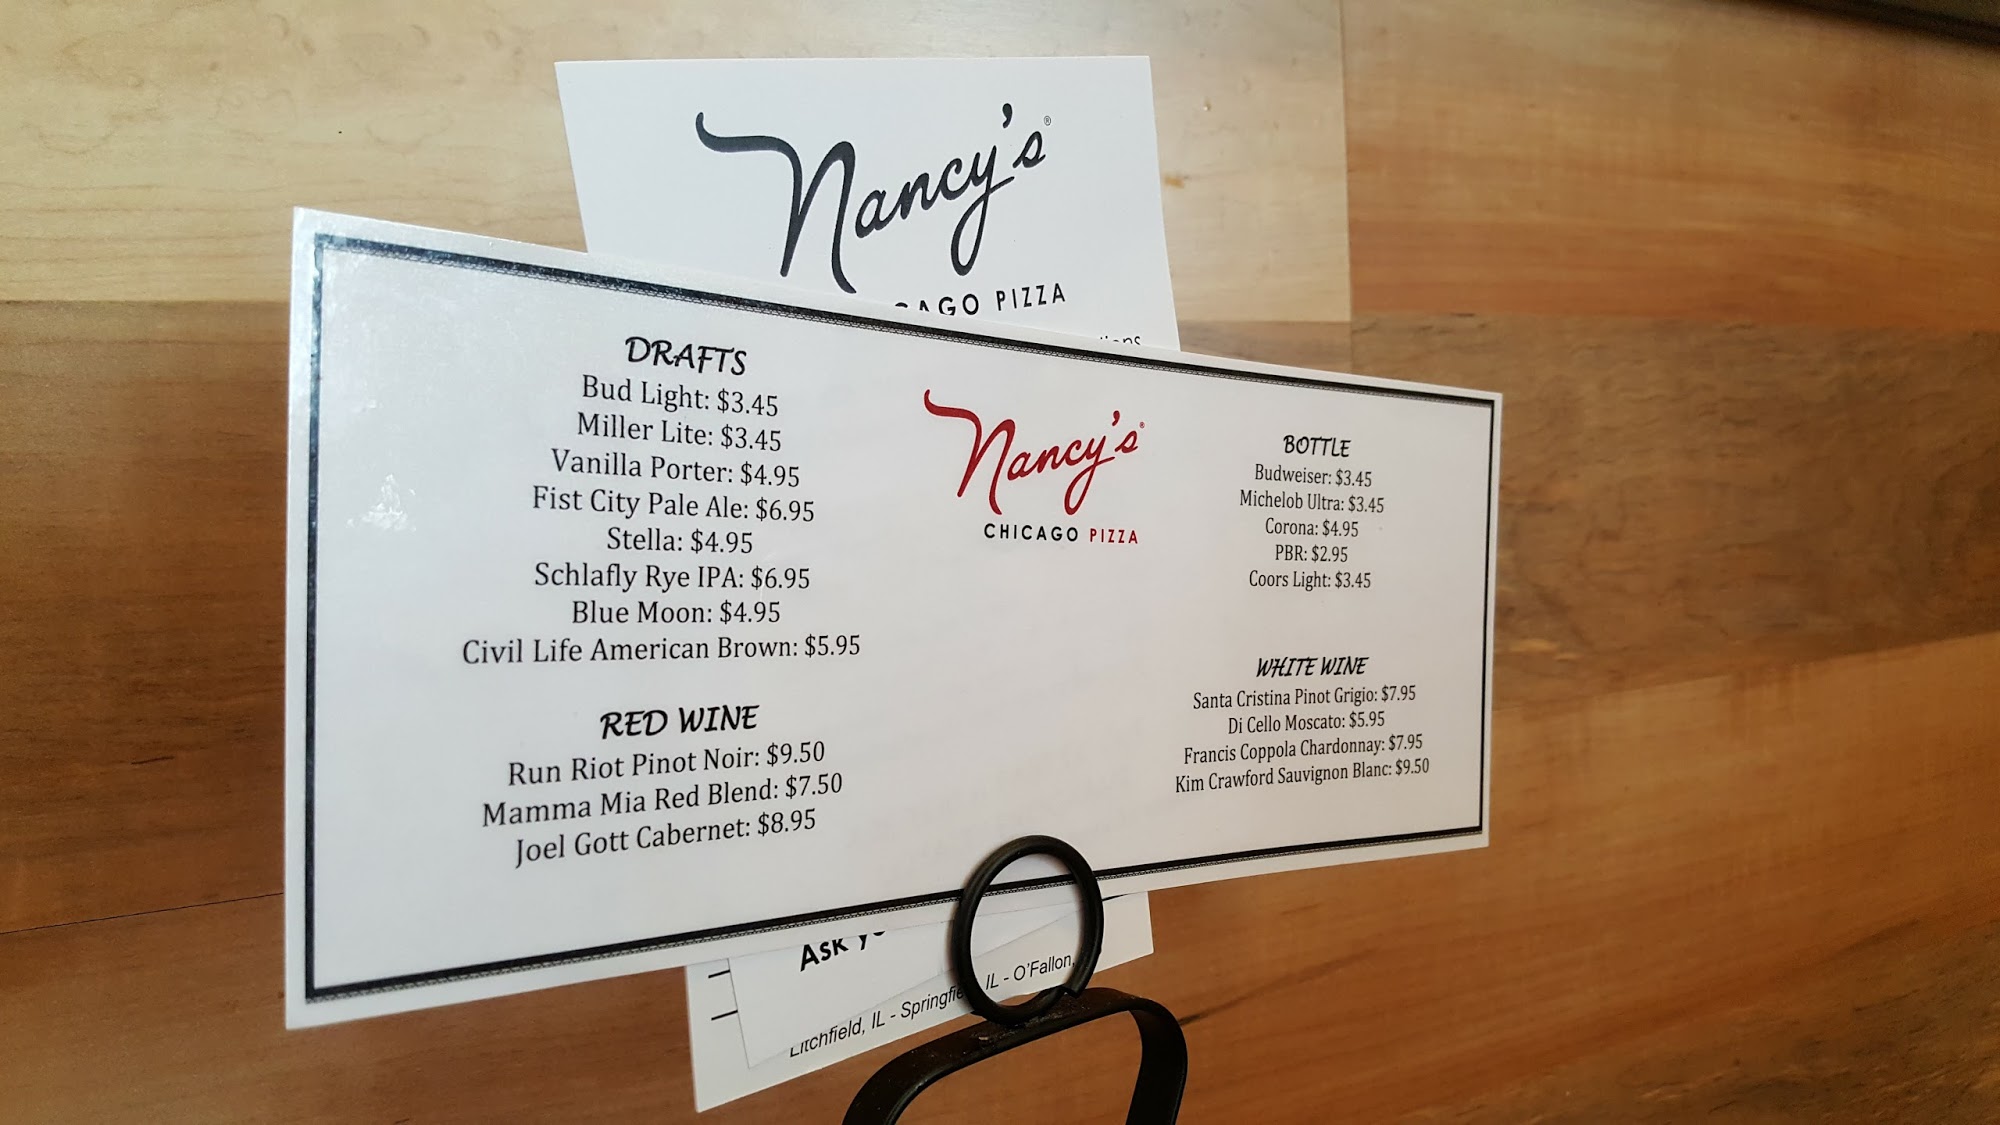 Nancy's®
CAGO PIZZA
DRAFTS
Bud Light: $3.45
Miller Lite: $3.45
Vanilla Porter: $4.95
Fist City Pale Ale: $6.95
Stella: $4.95
Schlafly Rye IPA: $6.95
Blue Moon: $4.95
Civil Life American Brown: $5.95
RED WINE
Run Riot Pinot Noir: $9.50
Mamma Mia Red Blend: $7.50
Joel Gott Cabernet: $8.95
Nancy's®
CHICAGO PIZZA
BOTTLE
Budweiser: $3.45
Michelob Ultra: $3.45
Corona: $4.95
PBR: $2.95
Coors Light: $3.45
WHITE WINE
Santa Cristina Pinot Grigio: $7.95
Di Cello Moscato: $5.95
Francis Coppola Chardonnay: $7.95
Kim Crawford Sauvignon Blanc: $9.50
ASK
Litchfield, IL - Springfie IL - O'Fallon,